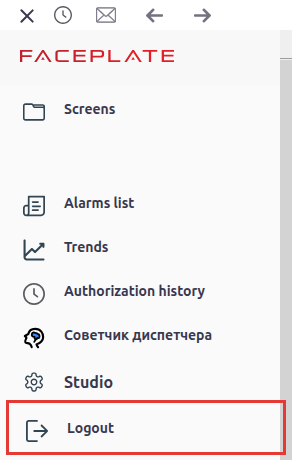 FACEPLATE
Screens
Alarms list
Trends
Authorization history
Советчик диспетчера
Studio
Logout